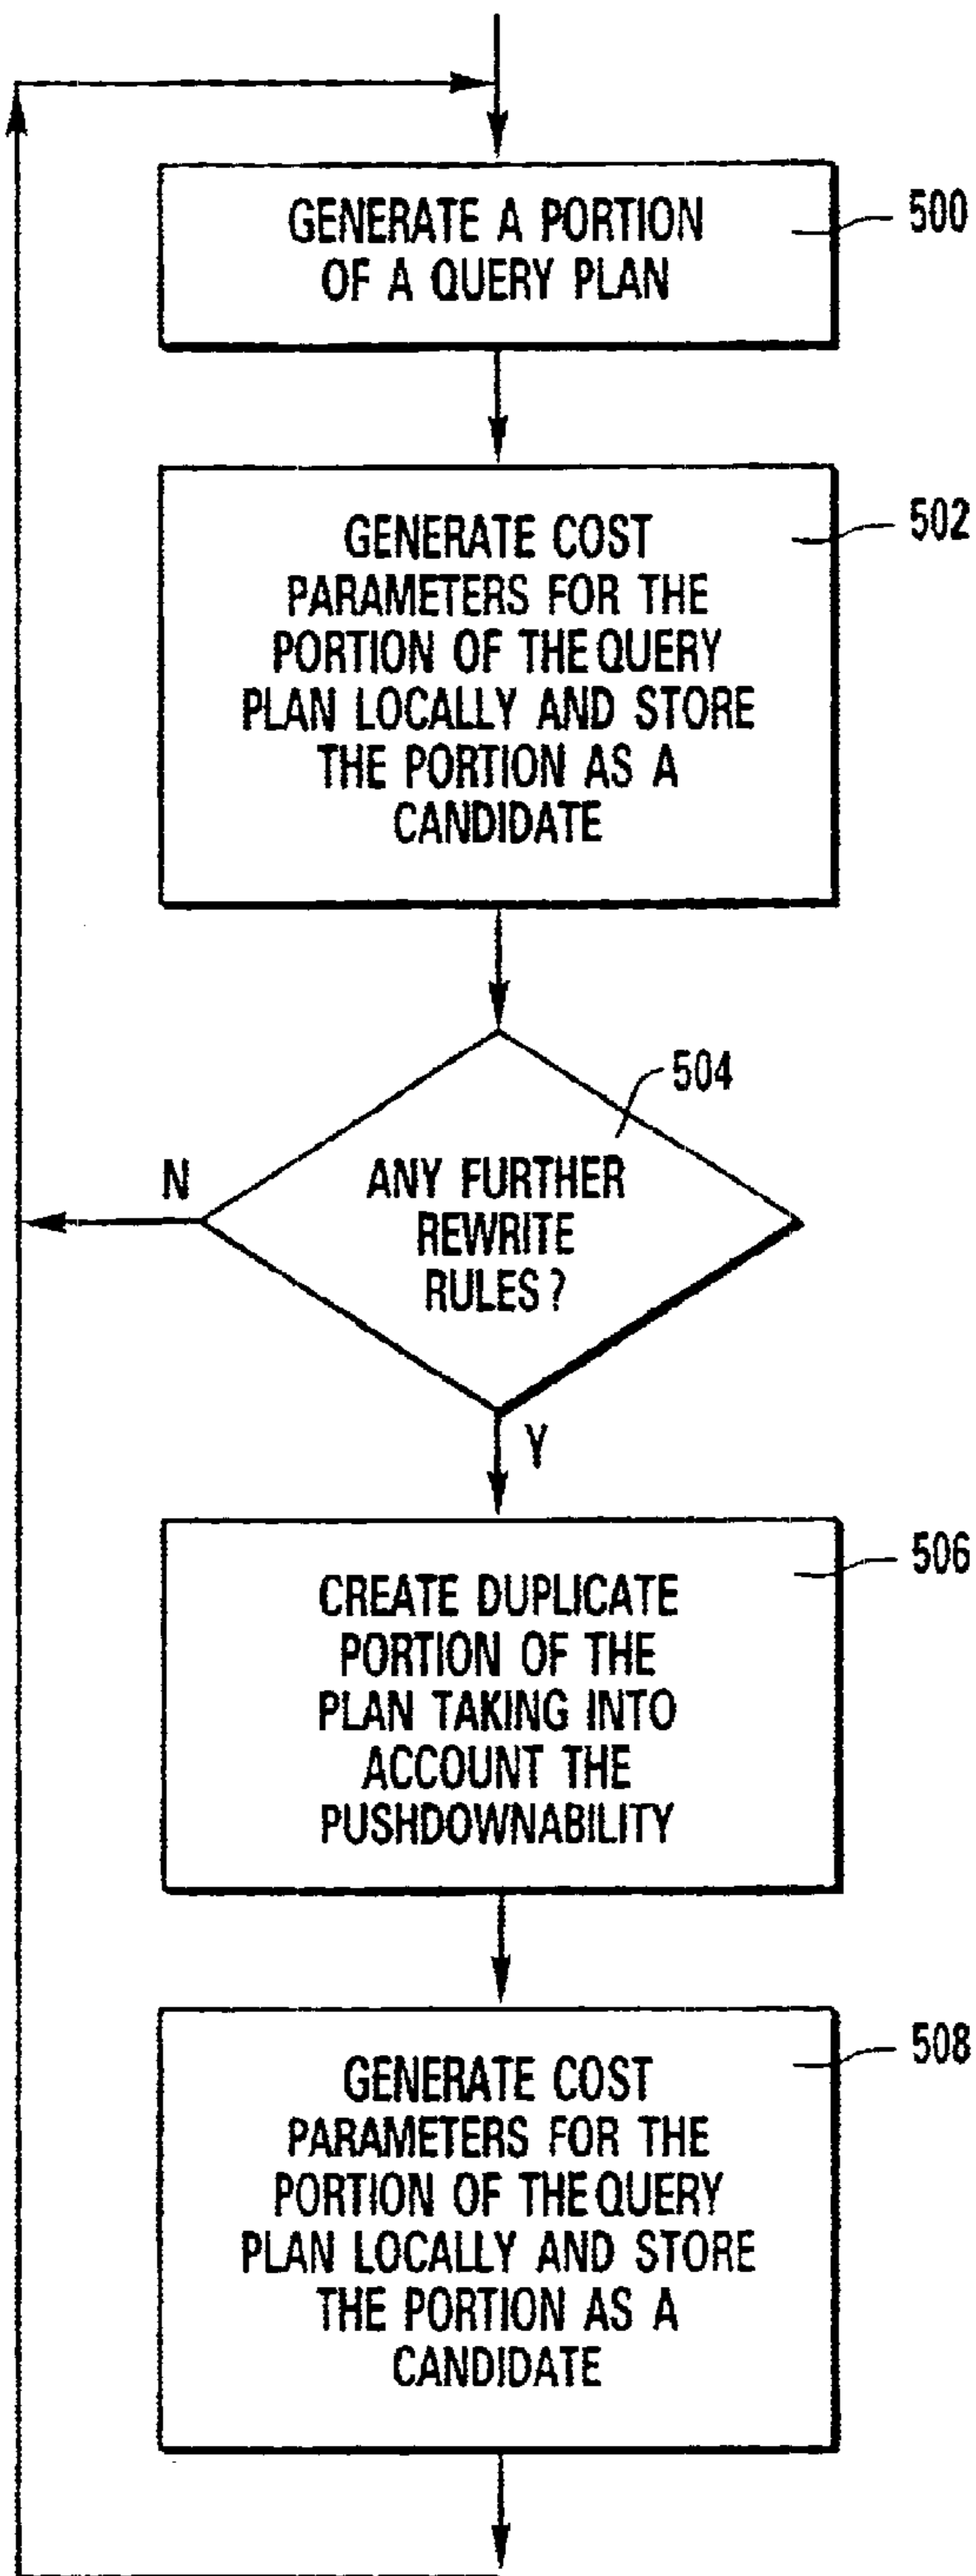 GENERATE A PORTION
OF A QUERY PLAN
500
GENERATE COST
PARAMETERS FOR THE
PORTION OF THE QUERY
PLAN LOCALLY AND STORE
THE PORTION AS A
CANDIDATE
502
504
ANY FURTHER
REWRITE
RULES?
N
Y
CREATE DUPLICATE
PORTION OF THE
PLAN TAKING INTO
ACCOUNT THE
PUSHDOWNABILITY
506
GENERATE COST
PARAMETERS FOR THE
PORTION OF THE QUERY
PLAN LOCALLY AND STORE
THE PORTION AS A
CANDIDATE
508